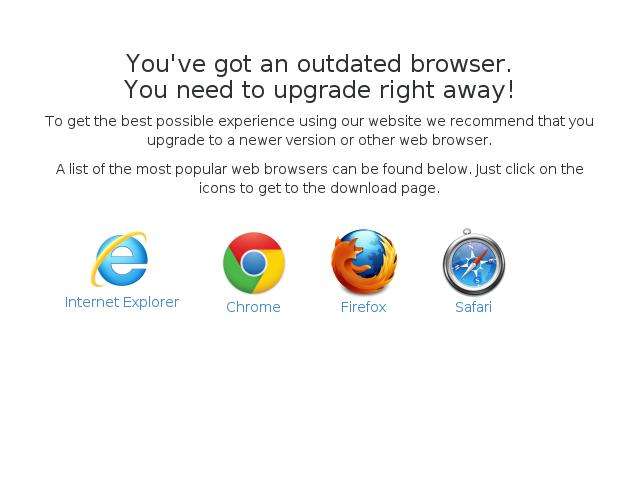 You've got an outdated browser.
You need to upgrade right away!
To get the best possible experience using our website we recommend that you
upgrade to a newer version or other web browser.
A list of the most popular web browsers can be found below. Just click on the
icons to get to the download page.
Internet Explorer
Chrome
Firefox
Safari